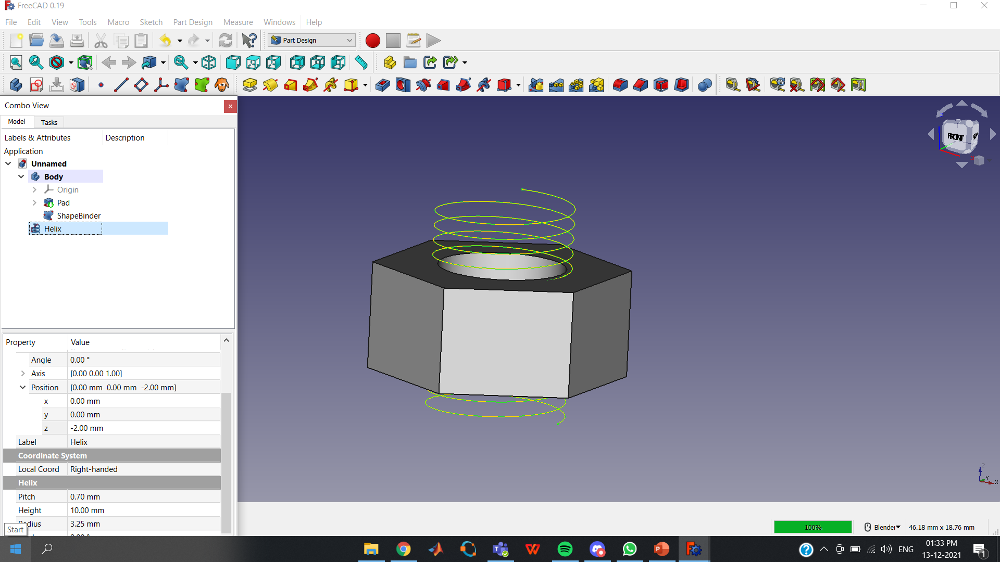 FreeCAD 0.19
File Edit View Tools Macro Sketch Part Design Measure Windows Help
Part Design
Combo View
Model Tasks
Labels & Attributes Description
Application
Unnamed
Body
Origin
Pad
ShapeBinder
Helix
Property Value
Angle 0.00 °
Axis [0.00 0.00 1.00]
Position [0.00 mm 0.00 mm -2.00 mm]
x 0.00 mm
y 0.00 mm
z -2.00 mm
Label Helix
Coordinate System
Local Coord Right-handed
Helix
Pitch 0.70 mm
Height 10.00 mm
Radius 3.25 mm
Start
FRONT
Z
Y
X
100%
Blender
46.18 mm x 18.76 mm
ENG
01:33 PM
13-12-2021
1